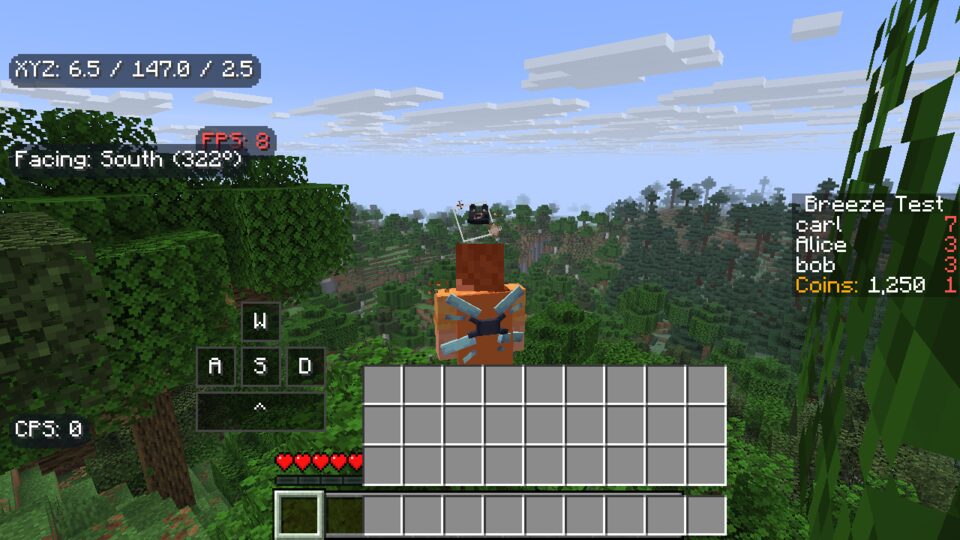 XYZ: 6.5 / 147.0 / 2.5
FPS: 8
Facing: South (322°)
Breeze Test
carl 7
Alice 3
bob 3
Coins: 1,250 1
W
A S D
^
CPS: 0